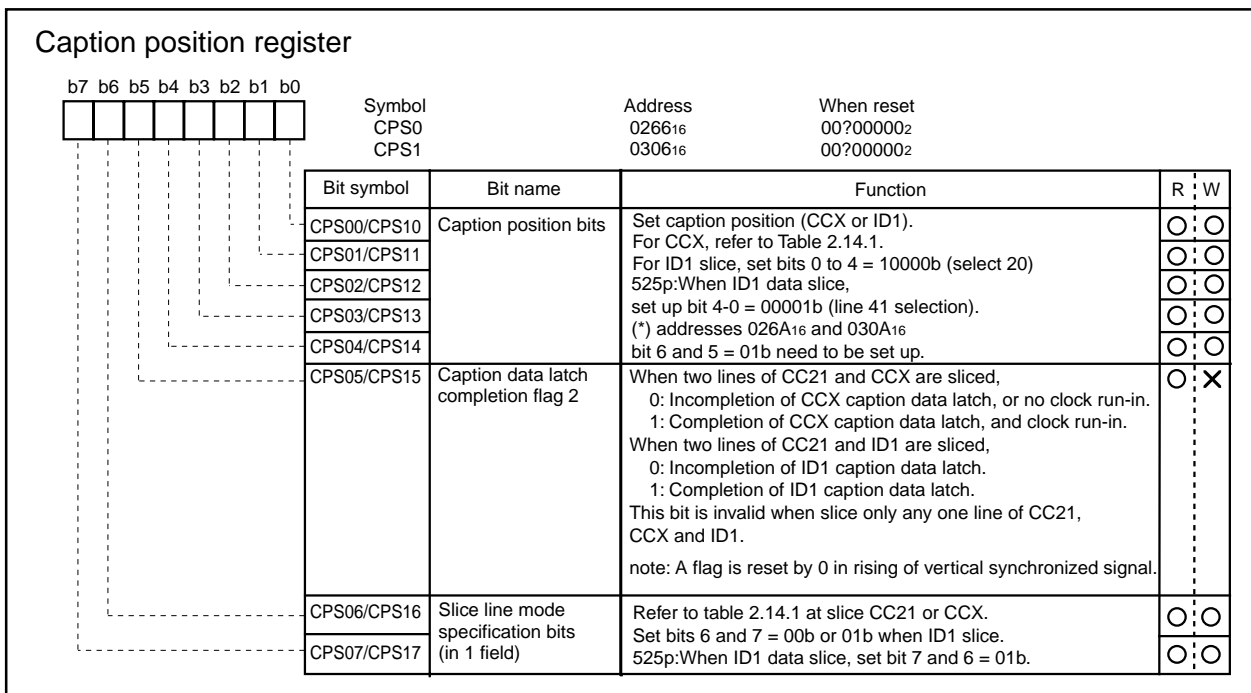 Caption position register
b7 b6 b5 b4 b3 b2 b1 b0
Symbol Address When reset
CPS0 026616 00?000002
CPS1 030616 00?000002
Bit symbol Bit name Function R W
CPS00/CPS10 Caption position bits Set caption position (CCX or ID1).
For CCX, refer to Table 2.14.1.
CPS01/CPS11 For ID1 slice, set bits 0 to 4 = 10000b (select 20)
CPS02/CPS12 525p:When ID1 data slice,
CPS03/CPS13 set up bit 4-0 = 00001b (line 41 selection).
(*) addresses 026A16 and 030A16
CPS04/CPS14 bit 6 and 5 = 01b need to be set up.
CPS05/CPS15 Caption data latch When two lines of CC21 and CCX are sliced,
completion flag 2 0: Incompletion of CCX caption data latch, or no clock run-in.
1: Completion of CCX caption data latch, and clock run-in.
When two lines of CC21 and ID1 are sliced,
0: Incompletion of ID1 caption data latch.
1: Completion of ID1 caption data latch.
This bit is invalid when slice only any one line of CC21,
CCX and ID1.
note: A flag is reset by 0 in rising of vertical synchronized signal.
CPS06/CPS16 Slice line mode Refer to table 2.14.1 at slice CC21 or CCX.
specification bits Set bits 6 and 7 = 00b or 01b when ID1 slice.
CPS07/CPS17 (in 1 field) 525p:When ID1 data slice, set bit 7 and 6 = 01b.